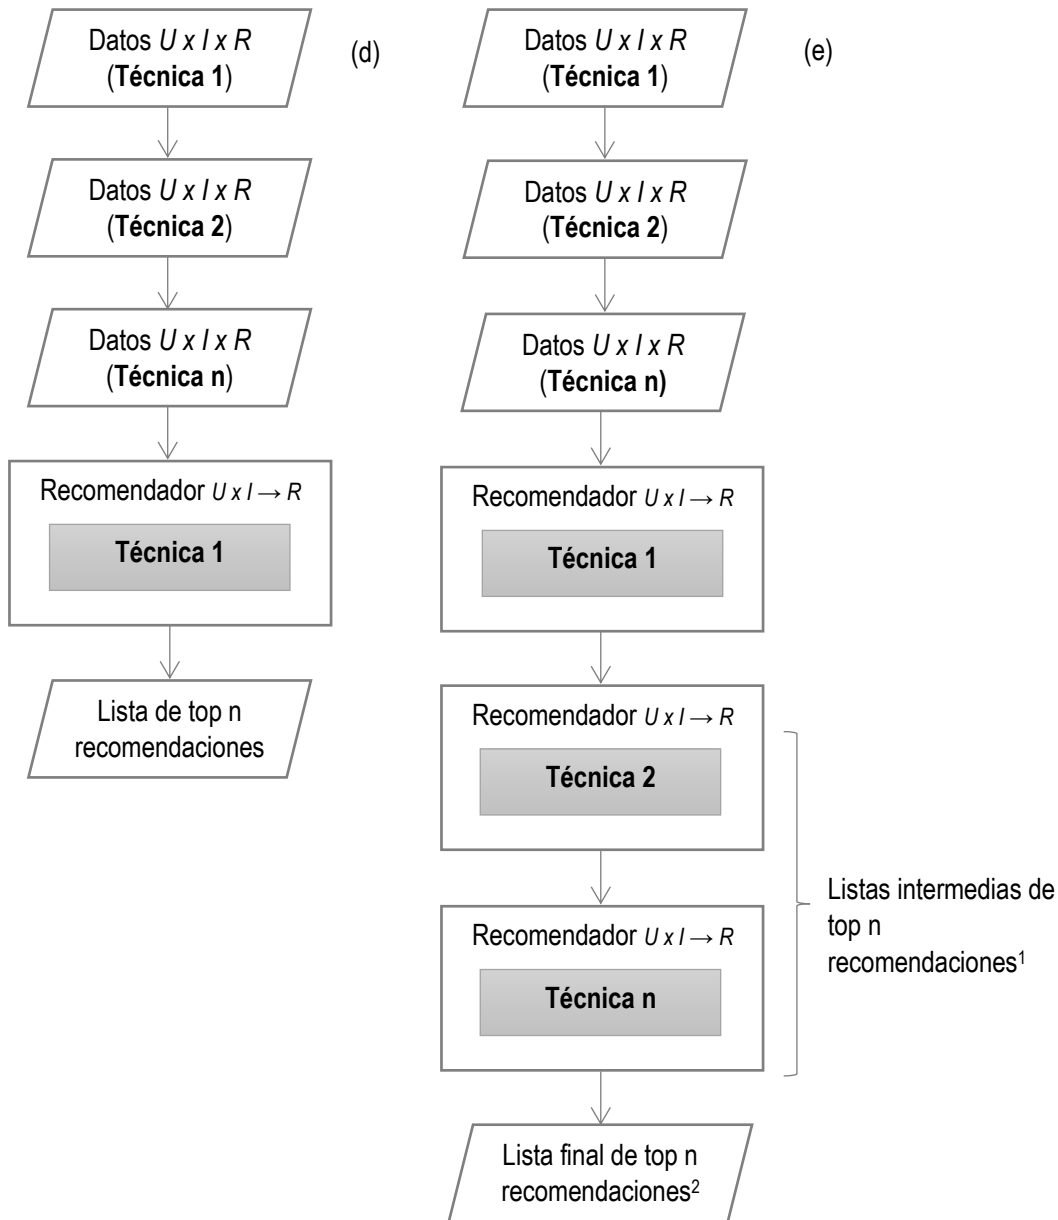 Datos U x I x R
(Técnica 1)
(d)
Datos U x I x R
(Técnica 2)
Datos U x I x R
(Técnica n)
Recomendador U x I → R
Técnica 1
Lista de top n
recomendaciones
Datos U x I x R
(Técnica 1)
(e)
Datos U x I x R
(Técnica 2)
Datos U x I x R
(Técnica n)
Recomendador U x I → R
Técnica 1
Recomendador U x I → R
Técnica 2
Recomendador U x I → R
Técnica n
Listas intermedias de
top n
recomendaciones¹
Lista final de top n
recomendaciones²